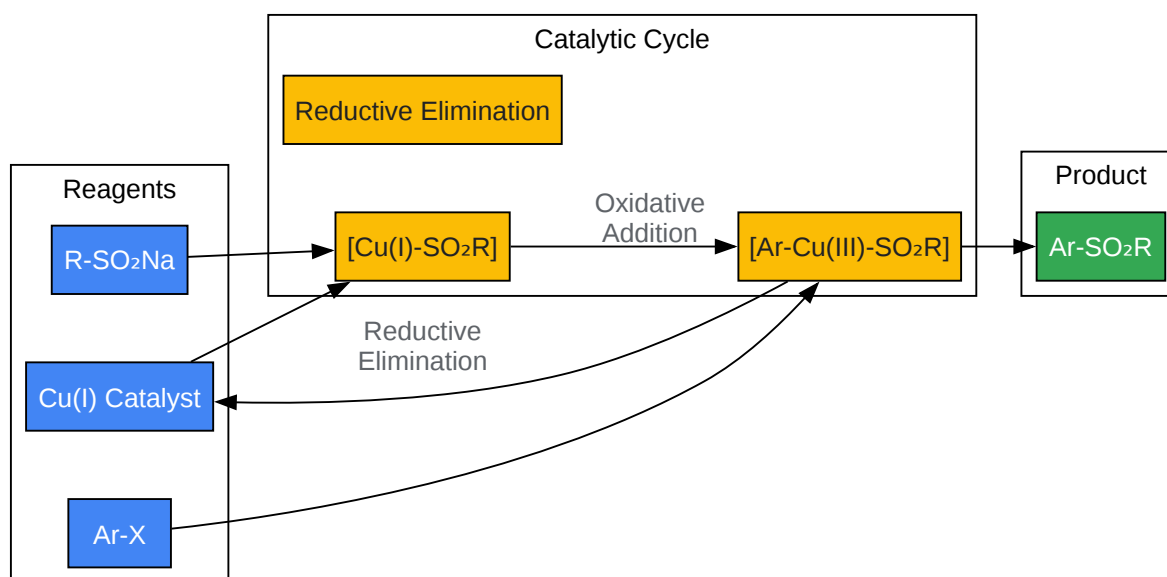 Catalytic Cycle
Reductive Elimination
Reagents
R-SO₂Na
Cu(I) Catalyst
Ar-X
[Cu(I)-SO₂R]
Oxidative
Addition
[Ar-Cu(III)-SO₂R]
Reductive
Elimination
Product
Ar-SO₂R